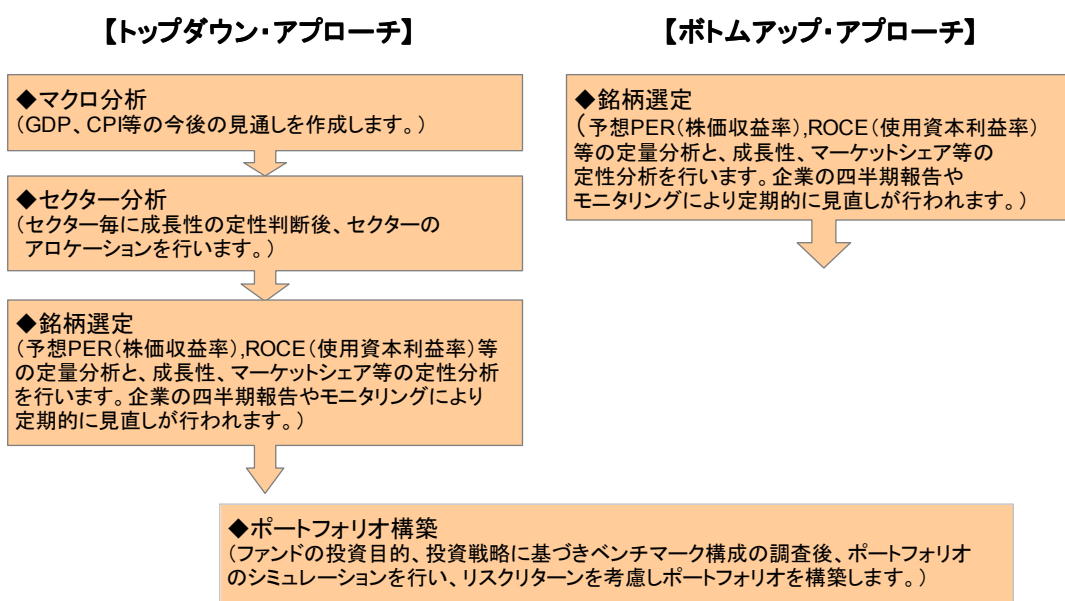 【トップダウン・アプローチ】
◆マクロ分析
(GDP、CPI等の今後の見通しを作成します。)
◆セクター分析
(セクター毎に成長性の定性判断後、セクターの
アロケーションを行います。)
◆銘柄選定
(予想PER(株価収益率),ROCE(使用資本利益率)等
の定量分析と、成長性、マーケットシェア等の定性分析
を行います。企業の四半期報告やモニタリングにより
定期的に見直しが行われます。)
【ボトムアップ・アプローチ】
◆銘柄選定
(予想PER(株価収益率),ROCE(使用資本利益率)
等の定量分析と、成長性、マーケットシェア等の
定性分析を行います。企業の四半期報告や
モニタリングにより定期的に見直しが行われます。)
◆ポートフォリオ構築
(ファンドの投資目的、投資戦略に基づきベンチマーク構成の調査後、ポートフォリオ
のシミュレーションを行い、リスクリターンを考慮しポートフォリオを構築します。)